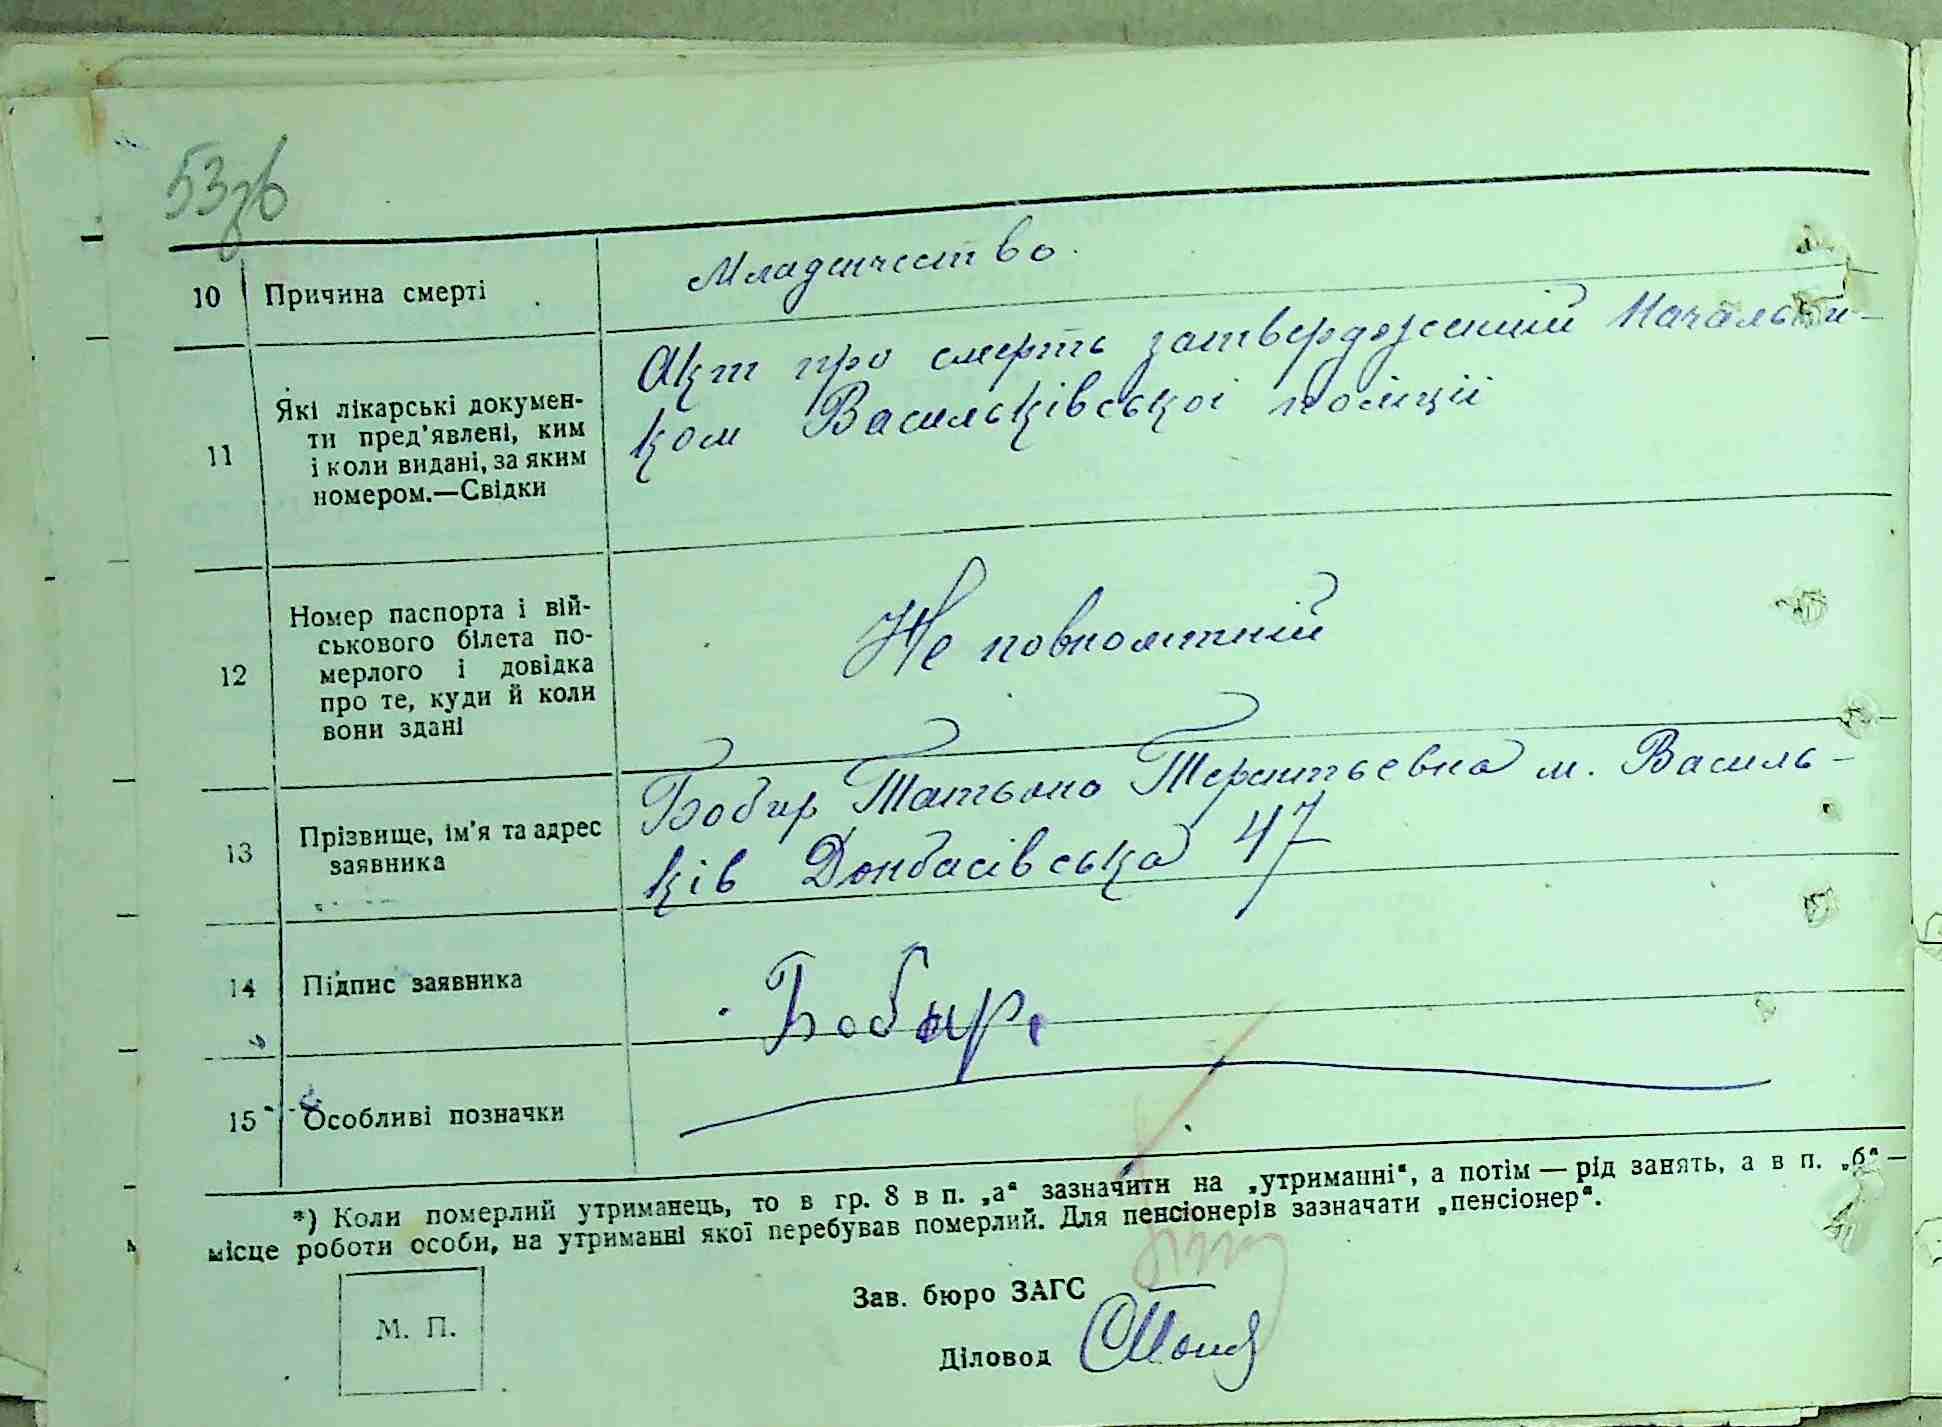 53зв
10 Причина смерті
Младенчество.
11 Які лікарські докумен-
ти пред'явлені, ким
і коли видані, за яким
номером.—Свідки
Акт про смерть затверджений Начальни-
ком Васильківської поліції
12 Номер паспорта і вій-
ськового білета по-
мерлого і довідка
про те, куди й коли
вони здані
Не повнолітній
13 Прізвище, ім'я та адрес
заявника
Бобир Татьяна Терентьевна м. Василь-
ків Донбасівська 47
14 Підпис заявника
Бобир.
15 Особливі позначки
*) Коли померлий утриманець, то в гр. 8 в п. „а“ зазначити на „утриманні“, а потім — рід занять, а в п. „б“ —
місце роботи особи, на утриманні якої перебував померлий. Для пенсіонерів зазначати „пенсіонер“.
Зав. бюро ЗАГС
М. П.
Діловод